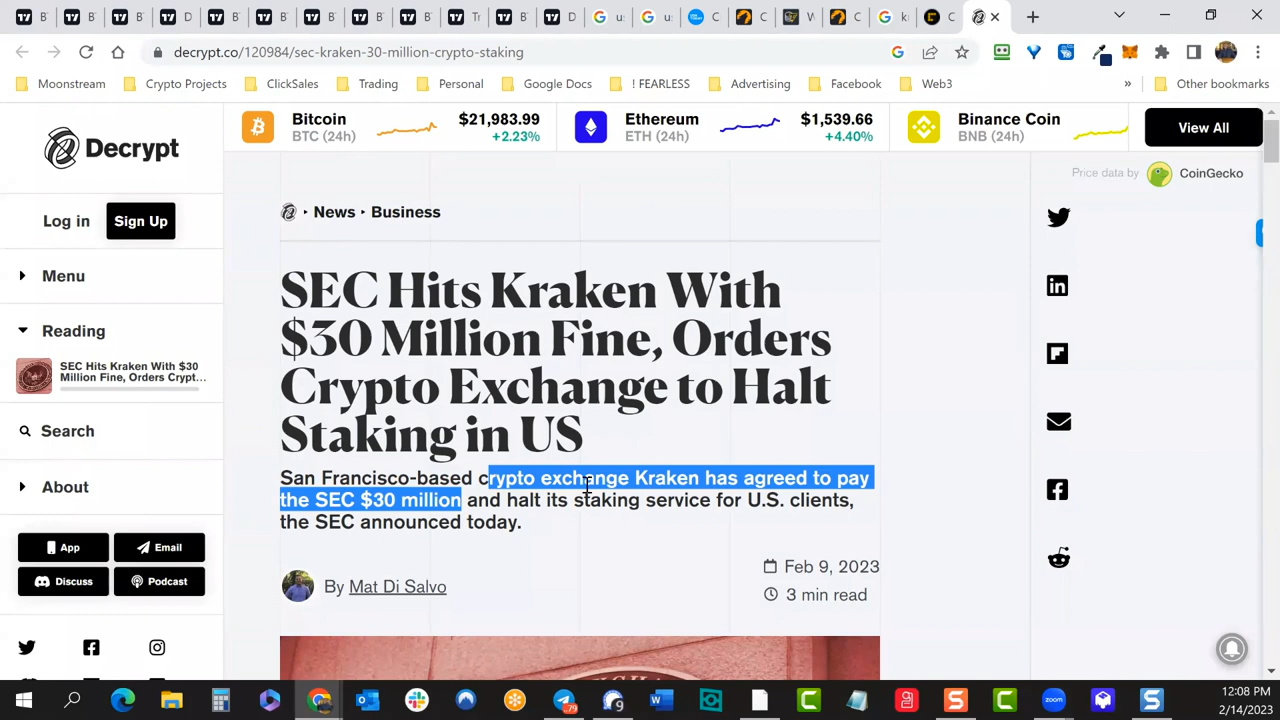 B
B
B
D
B
B
B
B
B
Tr
B
D
u:
u:
C
C
W
C
k
C
decrypt.co/120984/sec-kraken-30-million-crypto-staking
Moonstream
Crypto Projects
ClickSales
Trading
Personal
Google Docs
! FEARLESS
Advertising
Facebook
Web3
»
Other bookmarks
Decrypt
Bitcoin
BTC (24h)
$21,983.99
+2.23%
Ethereum
ETH (24h)
$1,539.66
+4.40%
Binance Coin
BNB (24h)
View All
Price data by CoinGecko
Log in
Sign Up
Menu
Reading
SEC Hits Kraken With $30
Million Fine, Orders Crypt...
Search
About
App
Email
Discuss
Podcast
News ▸ Business
SEC Hits Kraken With
$30 Million Fine, Orders
Crypto Exchange to Halt
Staking in US
San Francisco-based crypto exchange Kraken has agreed to pay
the SEC $30 million and halt its staking service for U.S. clients,
the SEC announced today.
By Mat Di Salvo
Feb 9, 2023
3 min read
79
9
zoom
12:08 PM
2/14/2023